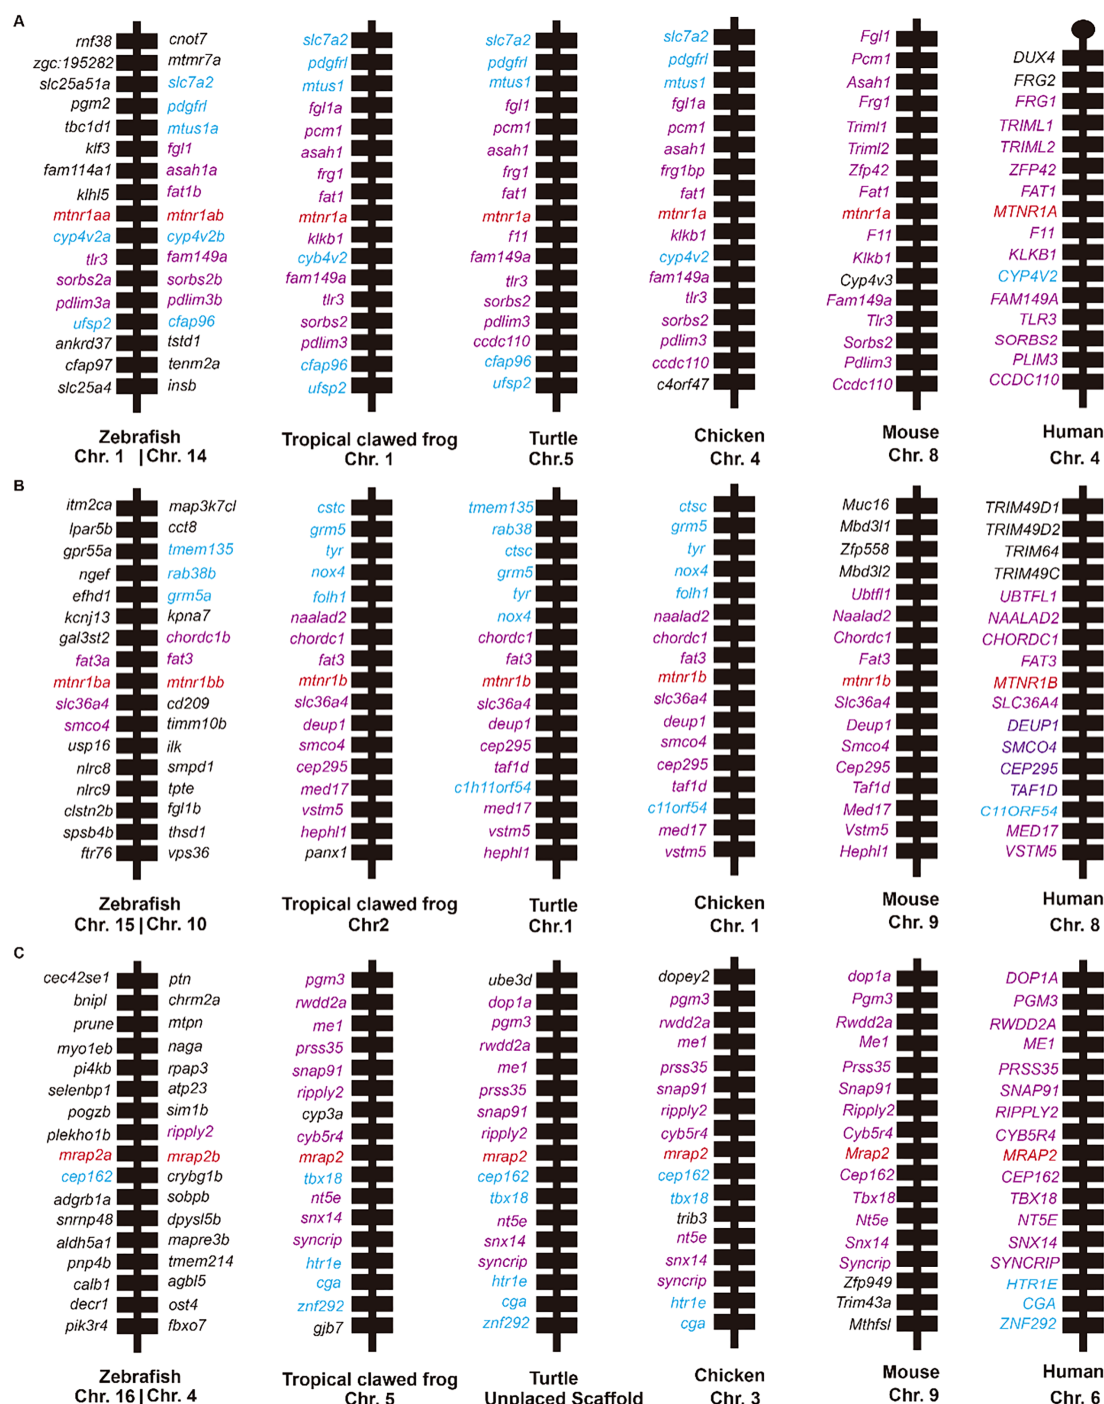 A
rnf38 cnot7
zgc:195282 mtmr7a
slc25a51a slc7a2
pgm2 pdgfrl
tbc1d1 mtus1a
klf3 fgl1
fam114a1 asah1a
klhl5 fat1b
mtnr1aa mtnr1ab
cyp4v2a cyp4v2b
tlr3 fam149a
sorbs2a sorbs2b
pdlim3a pdlim3b
ufsp2 cfap96
ankrd37 tstd1
cfap97 tenm2a
slc25a4 insb
Zebrafish
Chr. 1 | Chr. 14
slc7a2
pdgfrl
mtus1
fgl1a
pcm1
asah1
frg1
fat1
mtnr1a
klkb1
cyb4v2
fam149a
tlr3
sorbs2
pdlim3
cfap96
ufsp2
Tropical clawed frog
Chr. 1
slc7a2
pdgfrl
mtus1
fgl1
pcm1
asah1
frg1
fat1
mtnr1a
f11
fam149a
tlr3
sorbs2
pdlim3
ccdc110
cfap96
ufsp2
Turtle
Chr.5
slc7a2
pdgfrl
mtus1
fgl1a
pcm1
asah1
frg1bp
fat1
mtnr1a
klkb1
cyp4v2
fam149a
tlr3
sorbs2
pdlim3
ccdc110
c4orf47
Chicken
Chr. 4
Fgl1
Pcm1
Asah1
Frg1
Triml1
Triml2
Zfp42
Fat1
mtnr1a
F11
Klkb1
Cyp4v3
Fam149a
Tlr3
Sorbs2
Pdlim3
Ccdc110
Mouse
Chr. 8
DUX4
FRG2
FRG1
TRIML1
TRIML2
ZFP42
FAT1
MTNR1A
F11
KLKB1
CYP4V2
FAM149A
TLR3
SORBS2
PLIM3
CCDC110
Human
Chr. 4
B
itm2ca map3k7cl
lpar5b cct8
gpr55a tmem135
ngef rab38b
efhd1 grm5a
kcnj13 kpna7
gal3st2 chordc1b
fat3a fat3
mtnr1ba mtnr1bb
slc36a4 cd209
smco4 timm10b
usp16 ilk
nlrc8 smpd1
nlrc9 tpte
clstn2b fgl1b
spsb4b thsd1
ftr76 vps36
Zebrafish
Chr. 15 | Chr. 10
cstc
grm5
tyr
nox4
folh1
naalad2
chordc1
fat3
mtnr1b
slc36a4
deup1
smco4
cep295
med17
vstm5
hephl1
panx1
Tropical clawed frog
Chr2
tmem135
rab38
ctsc
grm5
tyr
nox4
chordc1
fat3
mtnr1b
slc36a4
deup1
cep295
taf1d
c1h11orf54
med17
vstm5
hephl1
Turtle
Chr.1
ctsc
grm5
tyr
nox4
folh1
naalad2
chordc1
fat3
mtnr1b
slc36a4
deup1
smco4
cep295
taf1d
c11orf54
med17
vstm5
Chicken
Chr. 1
Muc16
Mbd3l1
Zfp558
Mbd3l2
Ubtfl1
Naalad2
Chordc1
Fat3
mtnr1b
Slc36a4
Deup1
Smco4
Cep295
Taf1d
Med17
Vstm5
Hephl1
Mouse
Chr. 9
TRIM49D1
TRIM49D2
TRIM64
TRIM49C
UBTFL1
NAALAD2
CHORDC1
FAT3
MTNR1B
SLC36A4
DEUP1
SMCO4
CEP295
TAF1D
C11ORF54
MED17
VSTM5
Human
Chr. 8
C
cec42se1 ptn
bnipl chrm2a
prune mtpn
myo1eb naga
pi4kb rpap3
selenbp1 atp23
pogzb sim1b
plekho1b ripply2
mrap2a mrap2b
cep162 crybg1b
adgrb1a sobpb
snrnp48 dpysl5b
aldh5a1 mapre3b
pnp4b tmem214
calb1 agbl5
decr1 ost4
pik3r4 fbxo7
Zebrafish
Chr. 16 | Chr. 4
pgm3
rwdd2a
me1
prss35
snap91
ripply2
cyp3a
cyb5r4
mrap2
tbx18
nt5e
snx14
syncrip
htr1e
cga
znf292
gjb7
Tropical clawed frog
Chr. 5
ube3d
dop1a
pgm3
rwdd2a
me1
prss35
snap91
ripply2
mrap2
cep162
tbx18
nt5e
snx14
syncrip
htr1e
cga
znf292
Turtle
Unplaced Scaffold
dopey2
pgm3
rwdd2a
me1
prss35
snap91
ripply2
cyb5r4
mrap2
cep162
tbx18
trib3
nt5e
snx14
syncrip
htr1e
cga
Chicken
Chr. 3
dop1a
Pgm3
Rwdd2a
Me1
Prss35
Snap91
Ripply2
Cyb5r4
Mrap2
Cep162
Tbx18
Nt5e
Snx14
Syncrip
Zfp949
Trim43a
Mthfsl
Mouse
Chr. 9
DOP1A
PGM3
RWDD2A
ME1
PRSS35
SNAP91
RIPPLY2
CYB5R4
MRAP2
CEP162
TBX18
NT5E
SNX14
SYNCRIP
HTR1E
CGA
ZNF292
Human
Chr. 6